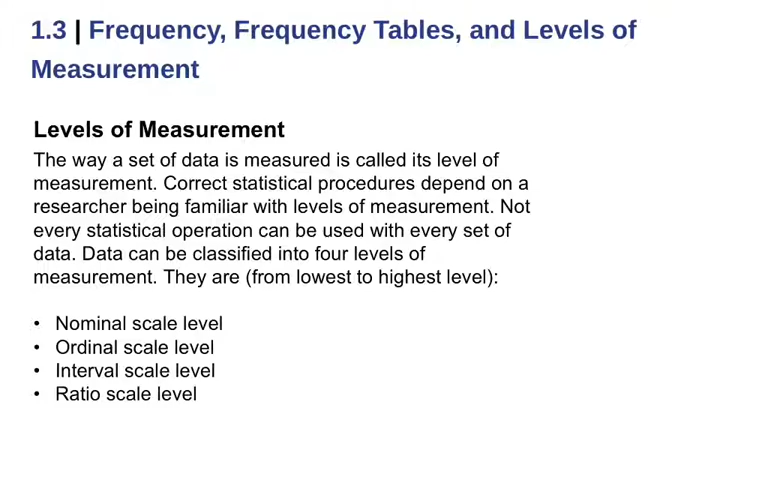 1.3 | Frequency, Frequency Tables, and Levels of
Measurement
Levels of Measurement
The way a set of data is measured is called its level of
measurement. Correct statistical procedures depend on a
researcher being familiar with levels of measurement. Not
every statistical operation can be used with every set of
data. Data can be classified into four levels of
measurement. They are (from lowest to highest level):
• Nominal scale level
• Ordinal scale level
• Interval scale level
• Ratio scale level